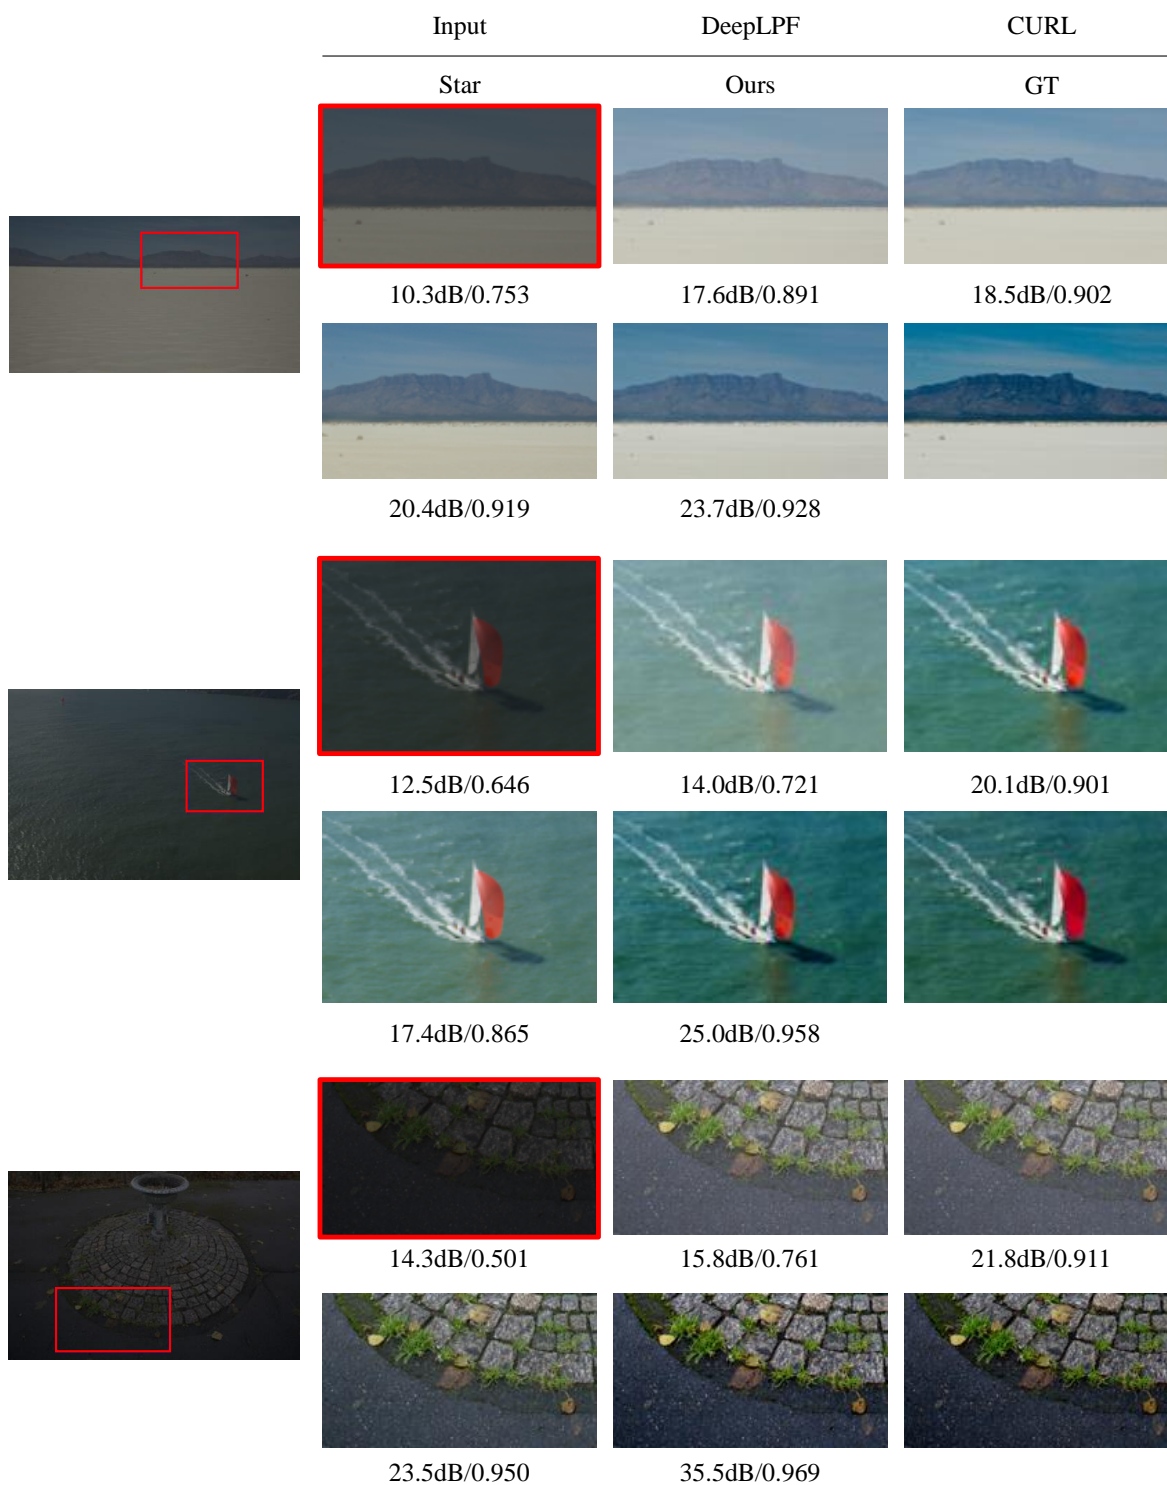 Input DeepLPF CURL
Star Ours GT
10.3dB/0.753 17.6dB/0.891 18.5dB/0.902
20.4dB/0.919 23.7dB/0.928
12.5dB/0.646 14.0dB/0.721 20.1dB/0.901
17.4dB/0.865 25.0dB/0.958
14.3dB/0.501 15.8dB/0.761 21.8dB/0.911
23.5dB/0.950 35.5dB/0.969